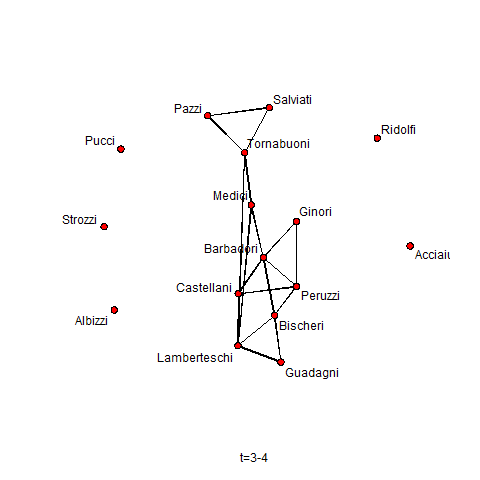 Salviati
Pazzi
Ridolfi
Pucci
Tornabuoni
Medici
Ginori
Strozzi
Barbadori
Acciaiu
Castellani
Peruzzi
Albizzi
Bischeri
Lamberteschi
Guadagni
t=3-4